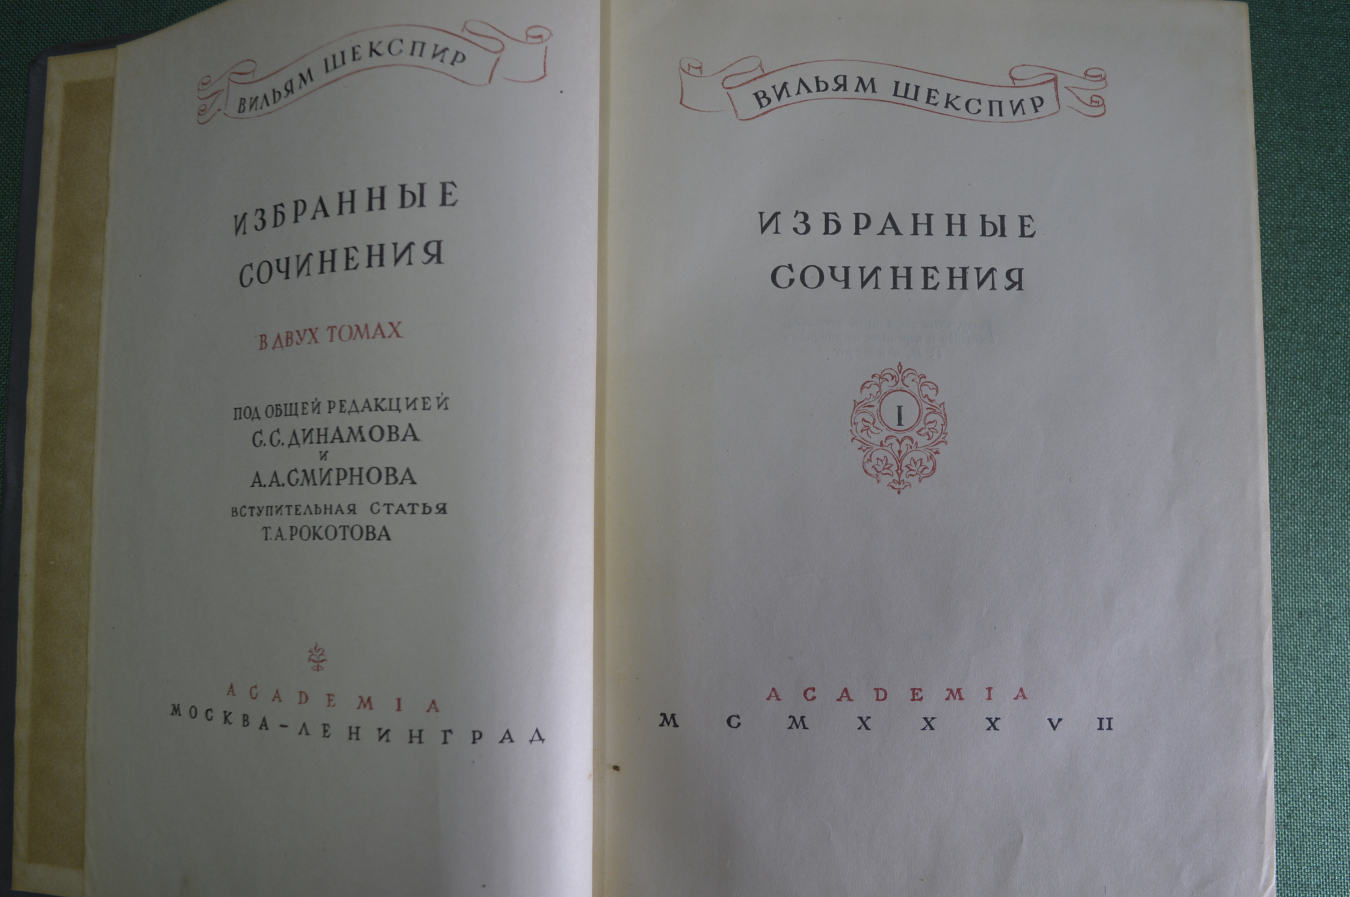 ВИЛЬЯМ ШЕКСПИР
ИЗБРАННЫЕ
СОЧИНЕНИЯ
В ДВУХ ТОМАХ
ПОД ОБЩЕЙ РЕДАКЦИЕЙ
С. С. ДИНАМОВА
И
А. А. СМИРНОВА
ВСТУПИТЕЛЬНАЯ СТАТЬЯ
Т. А. РОКОТОВА
ACADEMIA
МОСКВА – ЛЕНИНГРАД
ВИЛЬЯМ ШЕКСПИР
ИЗБРАННЫЕ
СОЧИНЕНИЯ
I
ACADEMIA
MCMXXXVII